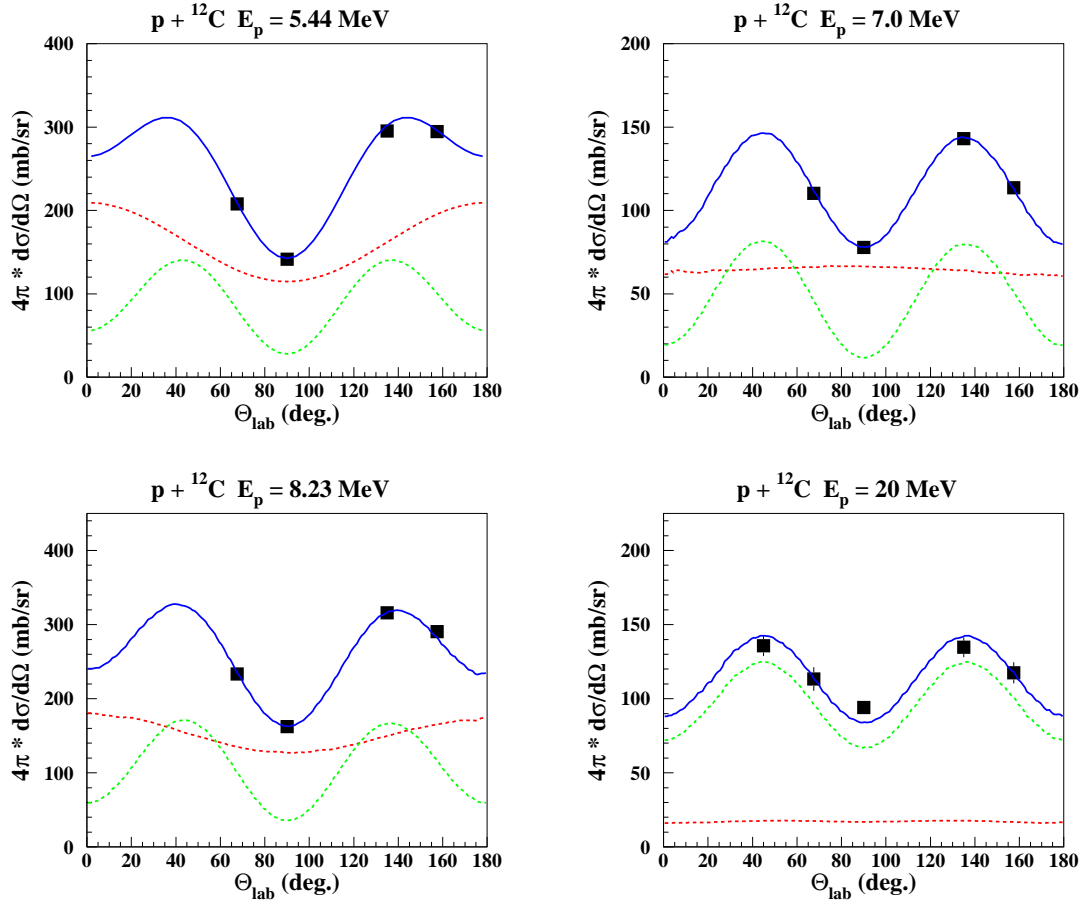 p + ¹²C Eₚ = 5.44 MeV
4π * dσ/dΩ (mb/sr)
400
300
200
100
0
0 20 40 60 80 100 120 140 160 180
Θ_lab (deg.)
p + ¹²C Eₚ = 7.0 MeV
4π * dσ/dΩ (mb/sr)
200
150
100
50
0
0 20 40 60 80 100 120 140 160 180
Θ_lab (deg.)
p + ¹²C Eₚ = 8.23 MeV
4π * dσ/dΩ (mb/sr)
400
300
200
100
0
0 20 40 60 80 100 120 140 160 180
Θ_lab (deg.)
p + ¹²C Eₚ = 20 MeV
4π * dσ/dΩ (mb/sr)
200
150
100
50
0
0 20 40 60 80 100 120 140 160 180
Θ_lab (deg.)